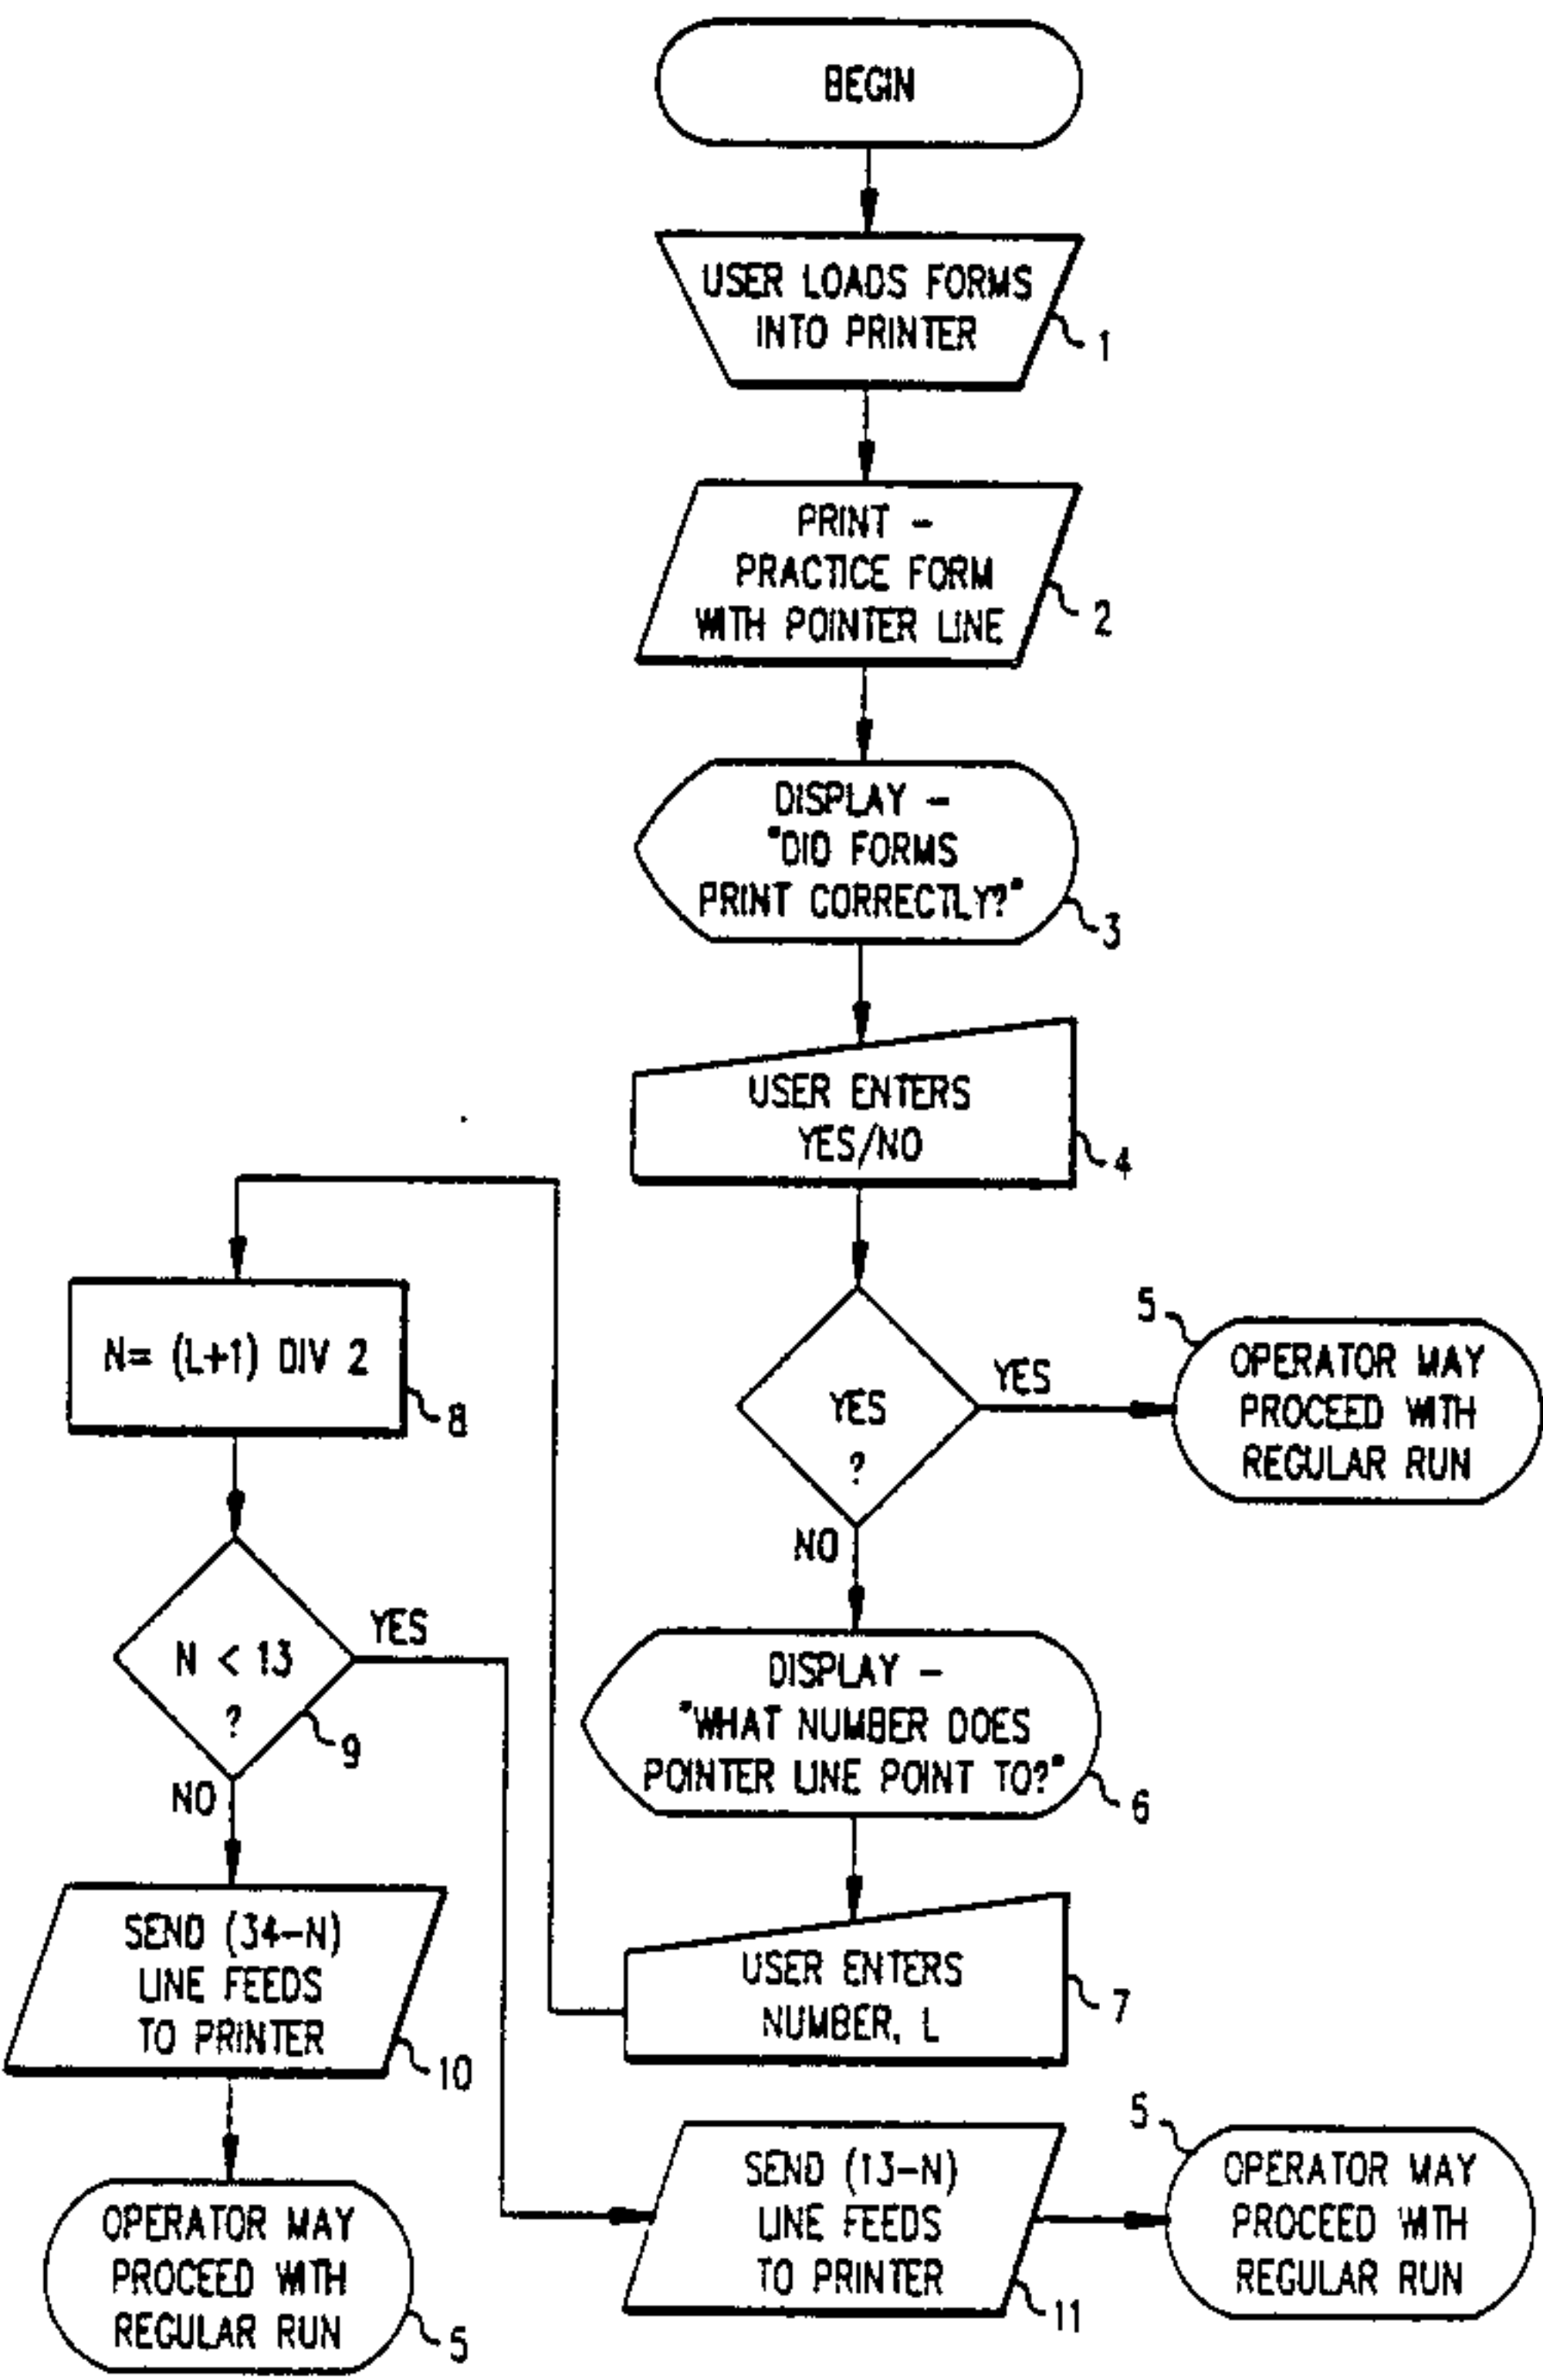 BEGIN
USER LOADS FORMS
INTO PRINTER
1
PRINT -
PRACTICE FORM
WITH POINTER LINE
2
DISPLAY -
"DID FORMS
PRINT CORRECTLY?"
3
USER ENTERS
YES/NO
4
YES
?
YES
NO
5
OPERATOR MAY
PROCEED WITH
REGULAR RUN
DISPLAY -
"WHAT NUMBER DOES
POINTER LINE POINT TO?"
6
USER ENTERS
NUMBER, L
7
N= (L+1) DIV 2
8
N < 13
?
9
YES
NO
SEND (34-N)
LINE FEEDS
TO PRINTER
10
OPERATOR MAY
PROCEED WITH
REGULAR RUN
5
SEND (13-N)
LINE FEEDS
TO PRINTER
11
5
OPERATOR MAY
PROCEED WITH
REGULAR RUN